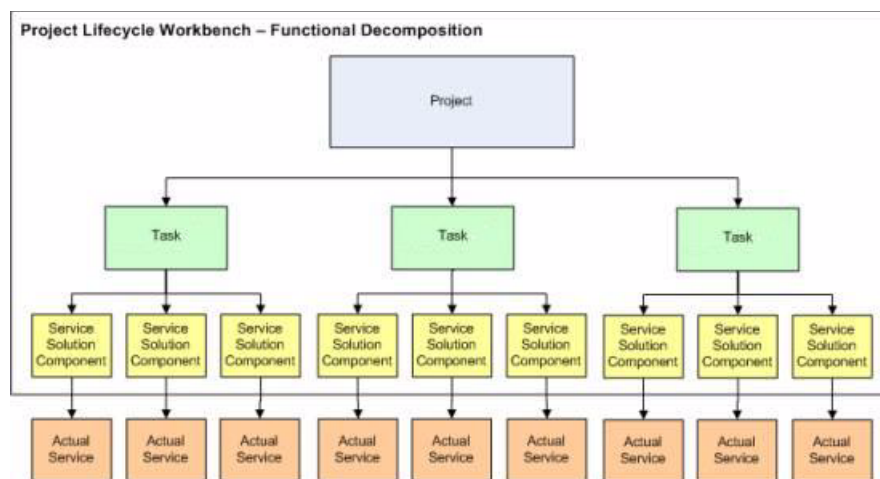 Project Lifecycle Workbench – Functional Decomposition
Project
Task
Task
Task
Service
Solution
Component
Service
Solution
Component
Service
Solution
Component
Service
Solution
Component
Service
Solution
Component
Service
Solution
Component
Service
Solution
Component
Service
Solution
Component
Service
Solution
Component
Actual
Service
Actual
Service
Actual
Service
Actual
Service
Actual
Service
Actual
Service
Actual
Service
Actual
Service
Actual
Service